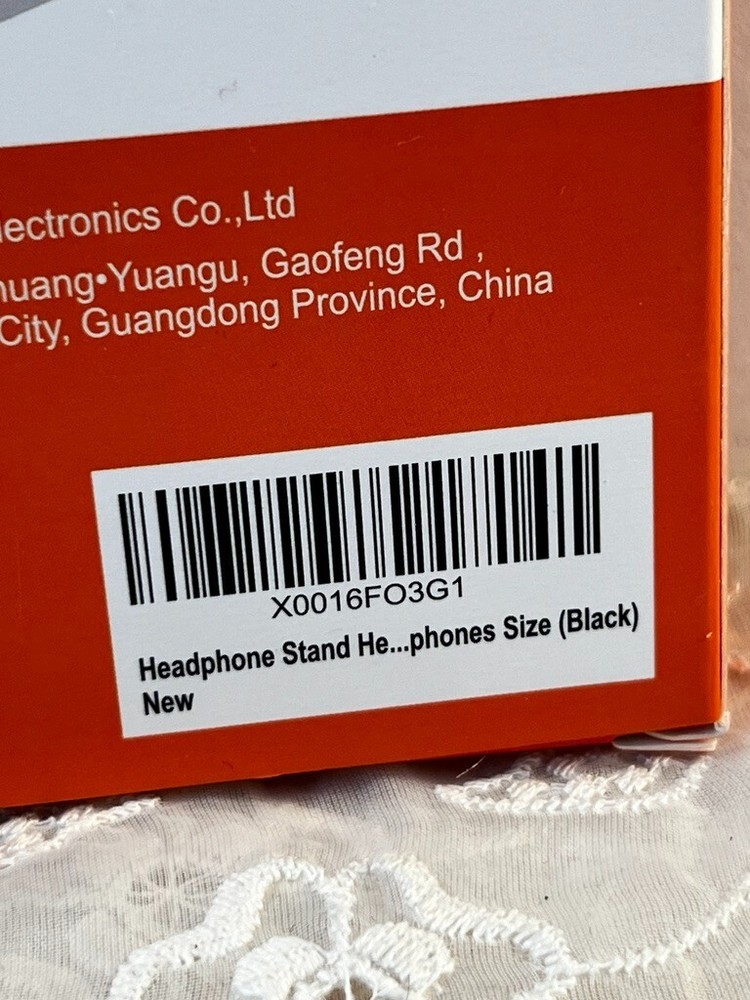 lectronics Co.,Ltd
huang•Yuangu, Gaofeng Rd ,
City, Guangdong Province, China
X0016FO3G1
Headphone Stand He...phones Size (Black)
New